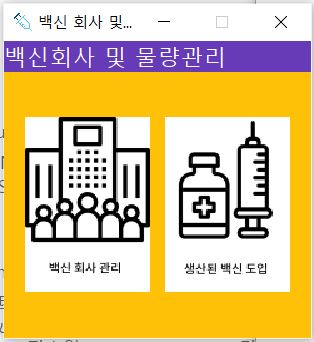 백신 회사 및...
백신회사 및 물량관리
백신 회사 관리
생산된 백신 도입